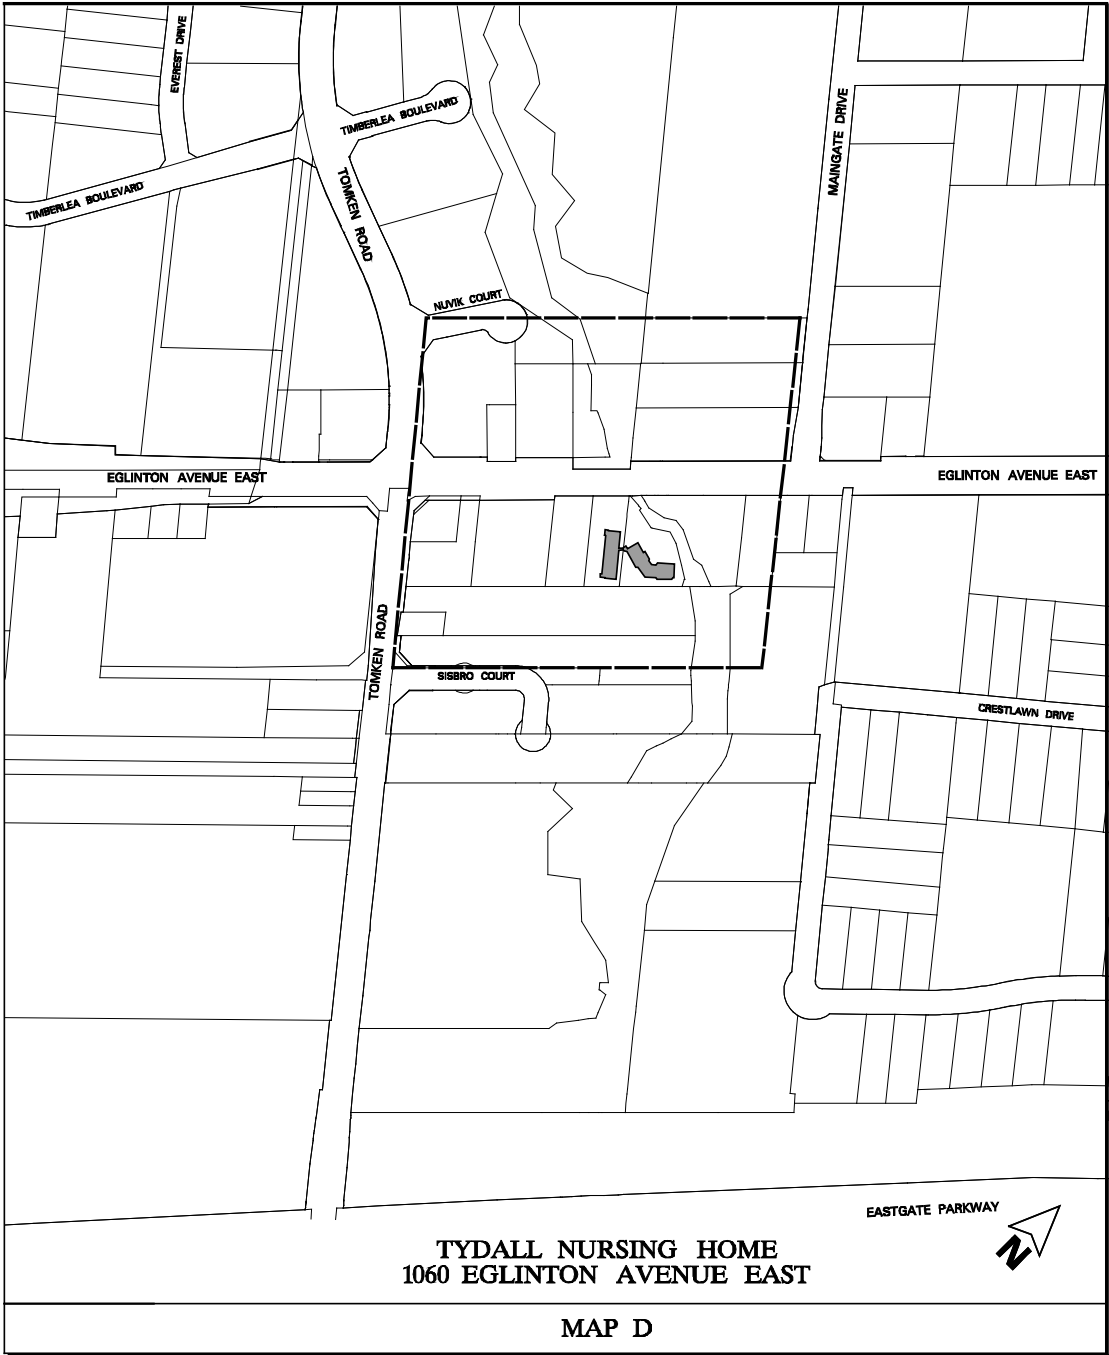 EVEREST DRIVE
TIMBERLEA BOULEVARD
MAINGATE DRIVE
TIMBERLEA BOULEVARD
TOMKEN ROAD
NUVIK COURT
EGLINTON AVENUE EAST
EGLINTON AVENUE EAST
TOMKEN ROAD
SISBRO COURT
CRESTLAWN DRIVE
EASTGATE PARKWAY
N
TYDALL NURSING HOME
1060 EGLINTON AVENUE EAST
MAP D